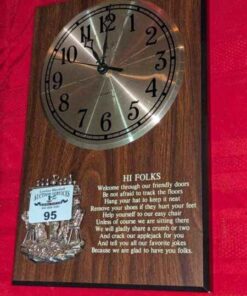 12
1
2
3
4
5
6
7
8
9
10
11
AUCTION SERVICES
95
HI FOLKS
Welcome through our friendly doors
Be not afraid to track the floors
Hang your hat to keep it neat
Remove your shoes if they hurt your feet
Help yourself to our easy chair
Unless of course we are sitting there
We will gladly share a crumb or two
And crack our applejack for you
And tell you all our favorite jokes
Because we are glad to have you folks.